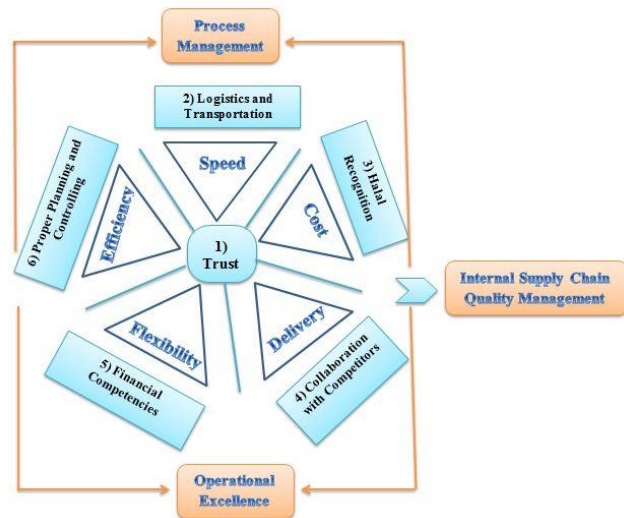 Process
Management
2) Logistics and
Transportation
Speed
3) Halal
Recognition
Cost
6) Proper Planning and
Controlling
Efficiency
1)
Trust
Internal Supply Chain
Quality Management
Flexibility
Delivery
5) Financial
Competencies
4) Collaboration
with Competitors
Operational
Excellence